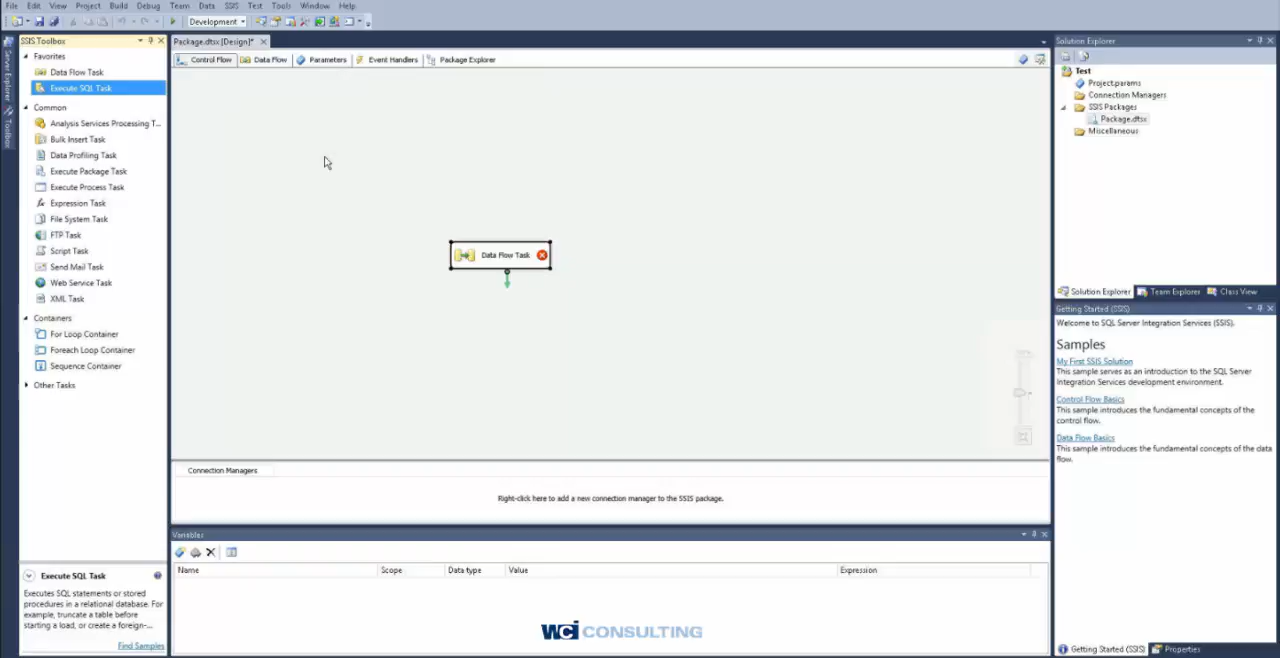 File Edit View Project Build Debug Team Data SSIS Test Tools Window Help
Development
SSIS Toolbox
Favorites
Data Flow Task
Execute SQL Task
Common
Analysis Services Processing T...
Bulk Insert Task
Data Profiling Task
Execute Package Task
Execute Process Task
Expression Task
File System Task
FTP Task
Script Task
Send Mail Task
Web Service Task
XML Task
Containers
For Loop Container
Foreach Loop Container
Sequence Container
Other Tasks
Execute SQL Task
Executes SQL statements or stored
procedures in a relational database. For
example, truncate a table before
starting a load, or create a foreign-...
Find Samples
Server Explorer
Toolbox
Package.dtsx [Design]*
Control Flow Data Flow Parameters Event Handlers Package Explorer
Data Flow Task
Connection Managers
Right-click here to add a new connection manager to the SSIS package.
Variables
Name Scope Data type Value Expression
WCI CONSULTING
Solution Explorer
Test
Project.params
Connection Managers
SSIS Packages
Package.dtsx
Miscellaneous
Solution Explorer Team Explorer Class View
Getting Started (SSIS)
Welcome to SQL Server Integration Services (SSIS).
Samples
My First SSIS Solution
This sample serves as an introduction to the SQL Server
Integration Services development environment.
Control Flow Basics
This sample introduces the fundamental concepts of the
control flow.
Data Flow Basics
This sample introduces the fundamental concepts of the data
flow.
Getting Started (SSIS) Properties